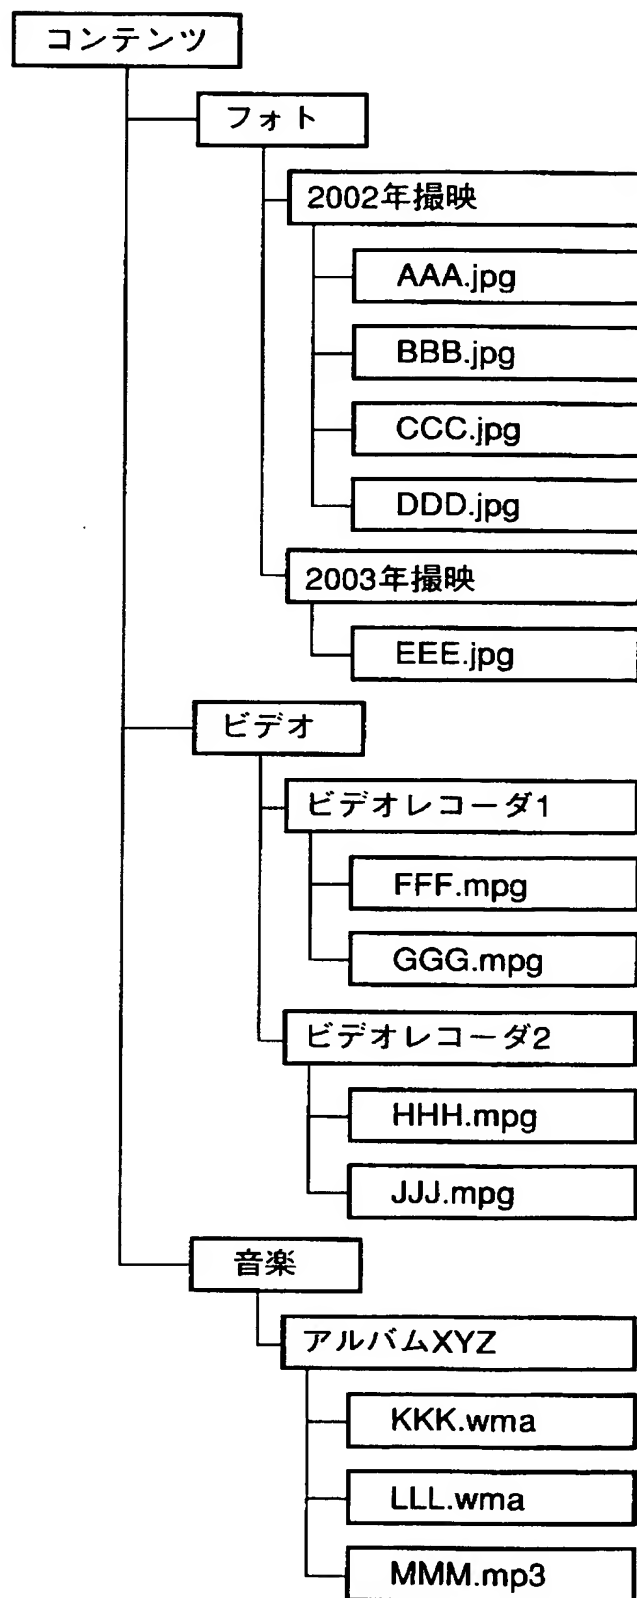 コンテンツ
フォト
2002年撮映
AAA.jpg
BBB.jpg
CCC.jpg
DDD.jpg
2003年撮映
EEE.jpg
ビデオ
ビデオレコーダ1
FFF.mpg
GGG.mpg
ビデオレコーダ2
HHH.mpg
JJJ.mpg
音楽
アルバムXYZ
KKK.wma
LLL.wma
MMM.mp3